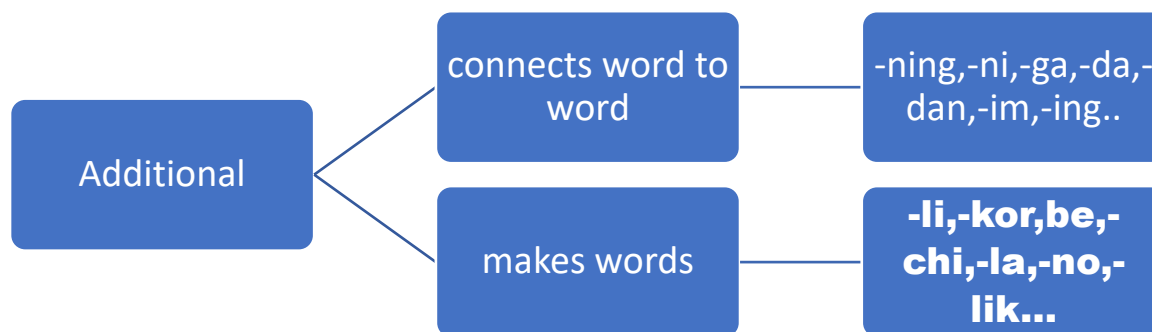 Additional
connects word to
word
-ning,-ni,-ga,-da,-
dan,-im,-ing..
makes words
-li,-kor,be,-
chi,-la,-no,-
lik...